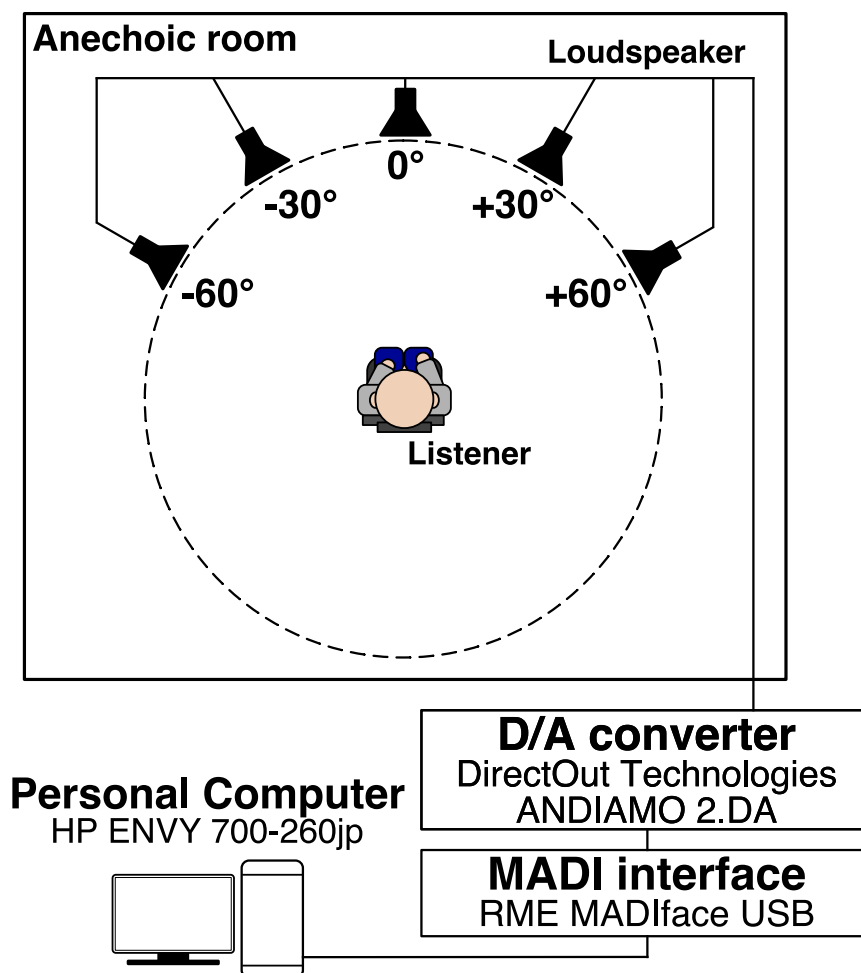 Anechoic room
Loudspeaker
0°
-30°
+30°
-60°
+60°
Listener
D/A converter
DirectOut Technologies
ANDIAMO 2.DA
Personal Computer
HP ENVY 700-260jp
MADI interface
RME MADIface USB